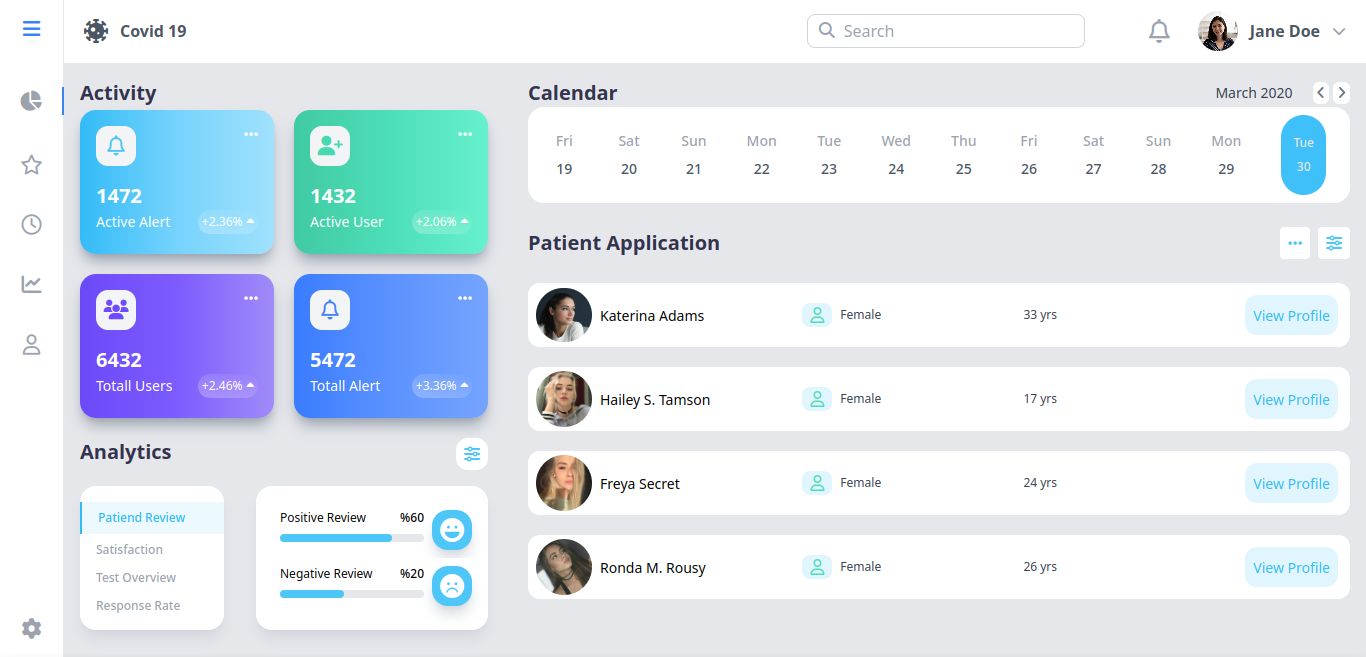 Covid 19
Search
Jane Doe
Activity
1472
Active Alert +2.36%
1432
Active User +2.06%
6432
Totall Users +2.46%
5472
Totall Alert +3.36%
Analytics
Patiend Review
Satisfaction
Test Overview
Response Rate
Positive Review %60
Negative Review %20
Calendar
March 2020
Fri Sat Sun Mon Tue Wed Thu Fri Sat Sun Mon Tue
19 20 21 22 23 24 25 26 27 28 29 30
Patient Application
Katerina Adams Female 33 yrs View Profile
Hailey S. Tamson Female 17 yrs View Profile
Freya Secret Female 24 yrs View Profile
Ronda M. Rousy Female 26 yrs View Profile